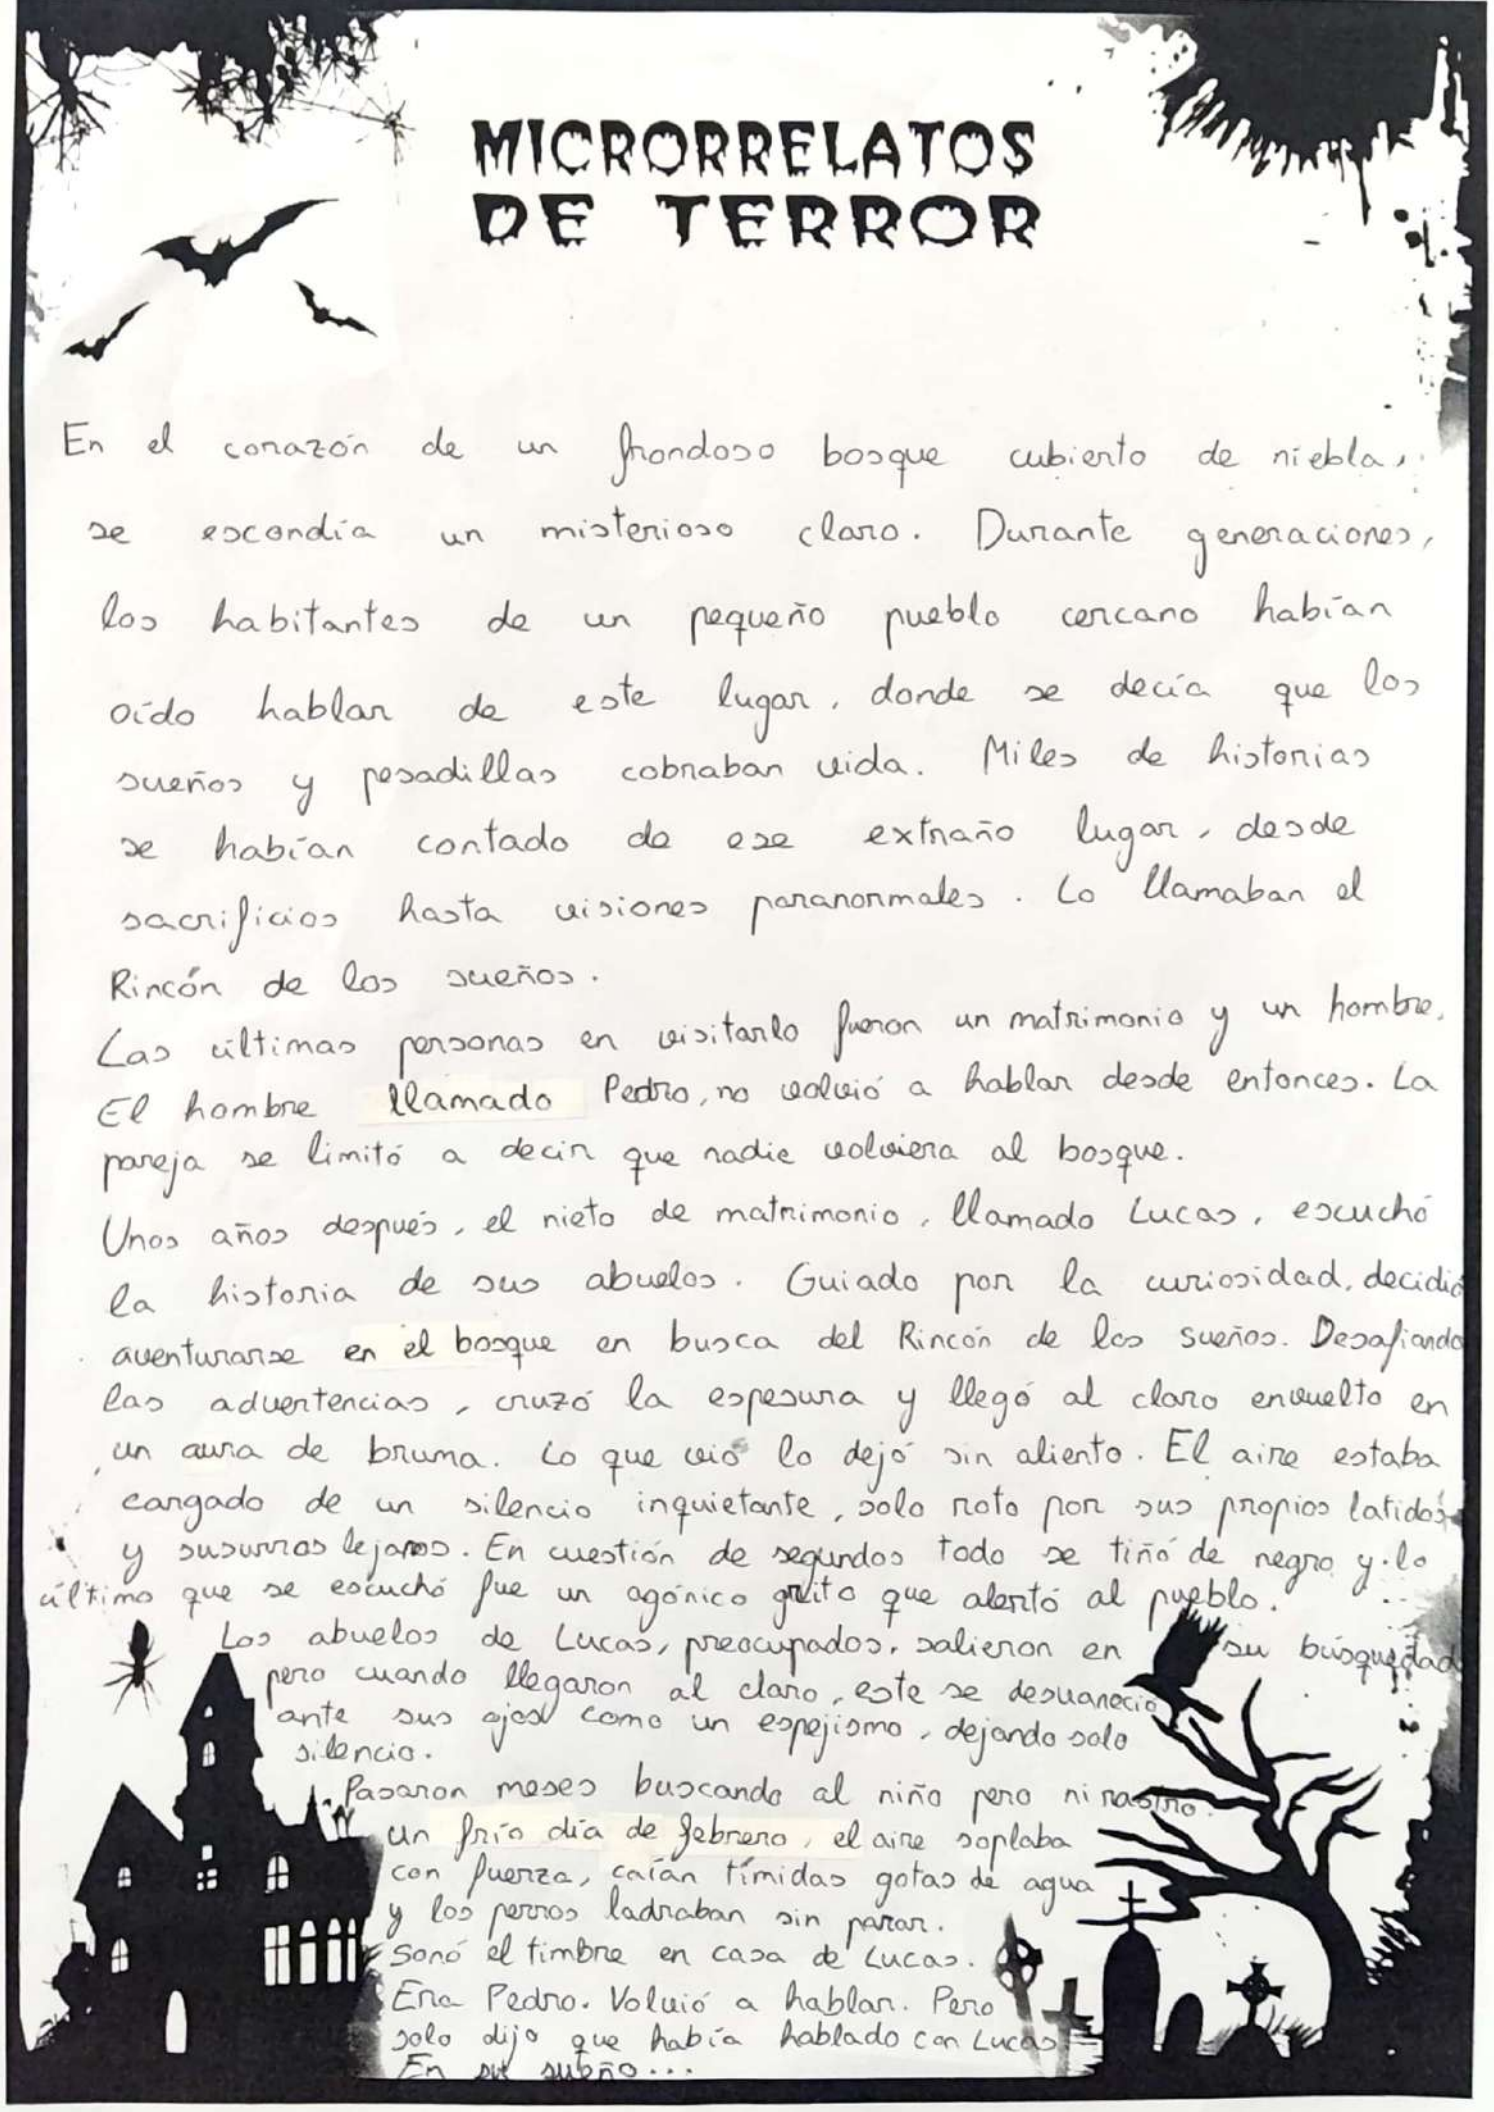 MICRORRELATOS
DE TERROR
En el corazón de un frondoso bosque cubierto de niebla,
se escondía un misterioso claro. Durante generaciones,
los habitantes de un pequeño pueblo cercano habían
oído hablar de este lugar, donde se decía que los
sueños y pesadillas cobraban vida. Miles de historias
se habían contado de ese extraño lugar, desde
sacrificios hasta visiones paranormales. Lo llamaban el
Rincón de los sueños.
Las últimas personas en visitarlo fueron un matrimonio y un hombre.
El hombre llamado Pedro, no volvió a hablar desde entonces. La
pareja se limitó a decir que nadie volviera al bosque.
Unos años después, el nieto de matrimonio, llamado Lucas, escuchó
la historia de sus abuelos. Guiado por la curiosidad, decidió
aventurarse en el bosque en busca del Rincón de los sueños. Desafiando
las advertencias, cruzó la espesura y llegó al claro envuelto en
un aura de bruma. Lo que vió lo dejó sin aliento. El aire estaba
cargado de un silencio inquietante, solo roto por sus propios latidos
y susurros lejanos. En cuestión de segundos todo se tiñó de negro y lo
último que se escuchó fue un agónico grito que alertó al pueblo.
Los abuelos de Lucas, preocupados, salieron en su búsquedad
pero cuando llegaron al claro, este se desvaneció
ante sus ojos como un espejismo, dejando solo
silencio.
Pasaron meses buscando al niño pero ni rastro.
Un frío día de febrero, el aire soplaba
con fuerza, caían tímidas gotas de agua
y los perros ladraban sin parar.
Sonó el timbre en casa de Lucas.
Era Pedro. Volvió a hablar. Pero
solo dijo que había hablado con Lucas.
En su sueño...